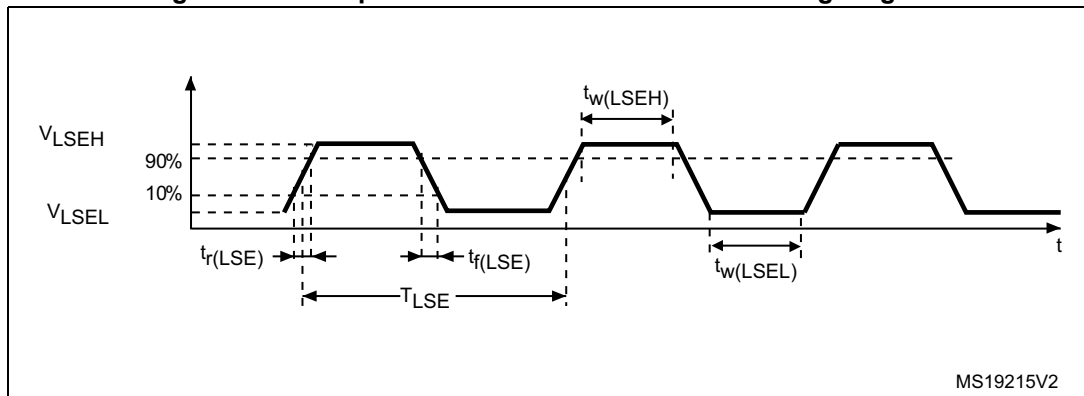 V_LSEH
90%
10%
V_LSEL
t_r(LSE)
t_f(LSE)
T_LSE
t_w(LSEH)
t_w(LSEL)
t
MS19215V2